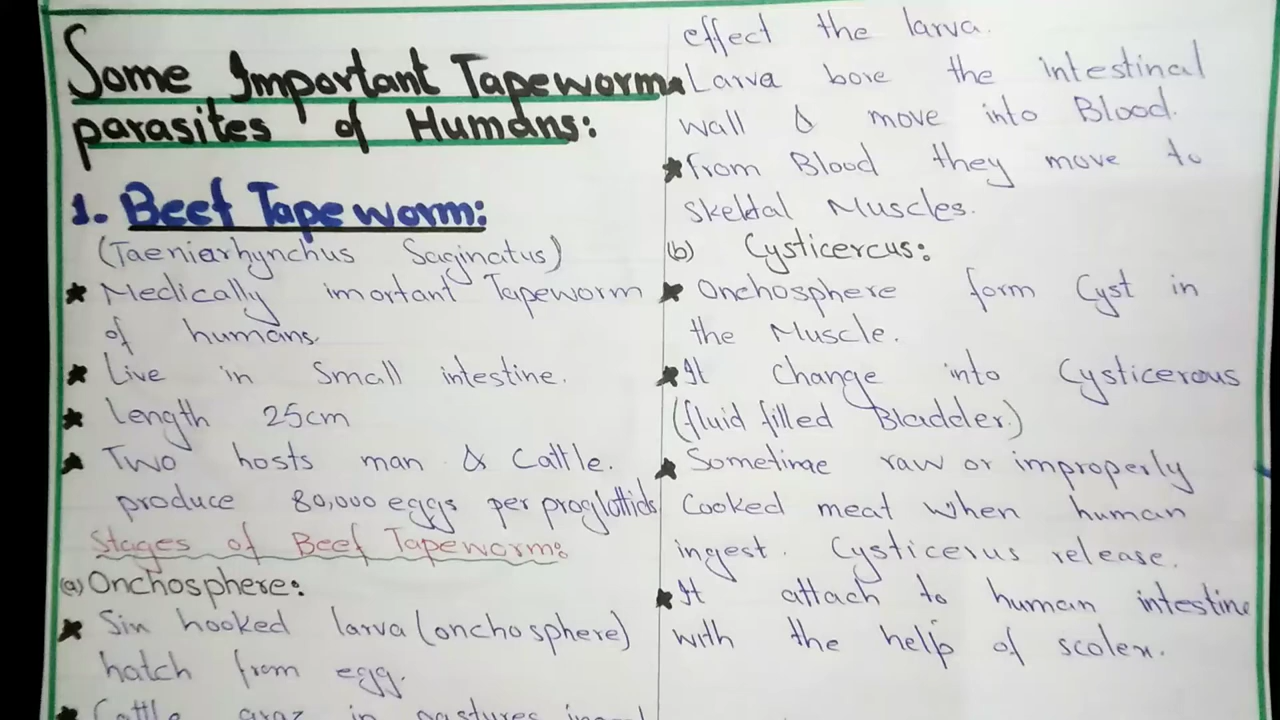 Some Important Tapeworm
parasites of Humans:
1. Beef Tapeworm:
(Taeniarhynchus Saginatus)
★ Medically imortant Tapeworm
of humans.
★ Live in Small intestine.
★ Length 25cm
★ Two hosts man & Cattle.
produce 80,000 eggs per proglottids
Stages of Beef Tapeworm:
(a) Onchosphere:
★ Six hooked larva (onchosphere)
hatch from egg.
★ Cattle graz in pastures
effect the larva.
★ Larva bore the intestinal
wall & move into Blood.
★ from Blood they move to
Skeltal Muscles.
(b) Cysticercus:
★ Onchosphere form Cyst in
the Muscle.
★ It Change into Cysticerous
(fluid filled Bladder.)
★ Sometime raw or improperly
Cooked meat when human
ingest. Cysticerus release.
★ It attach to human intestine
with the help of scolex.